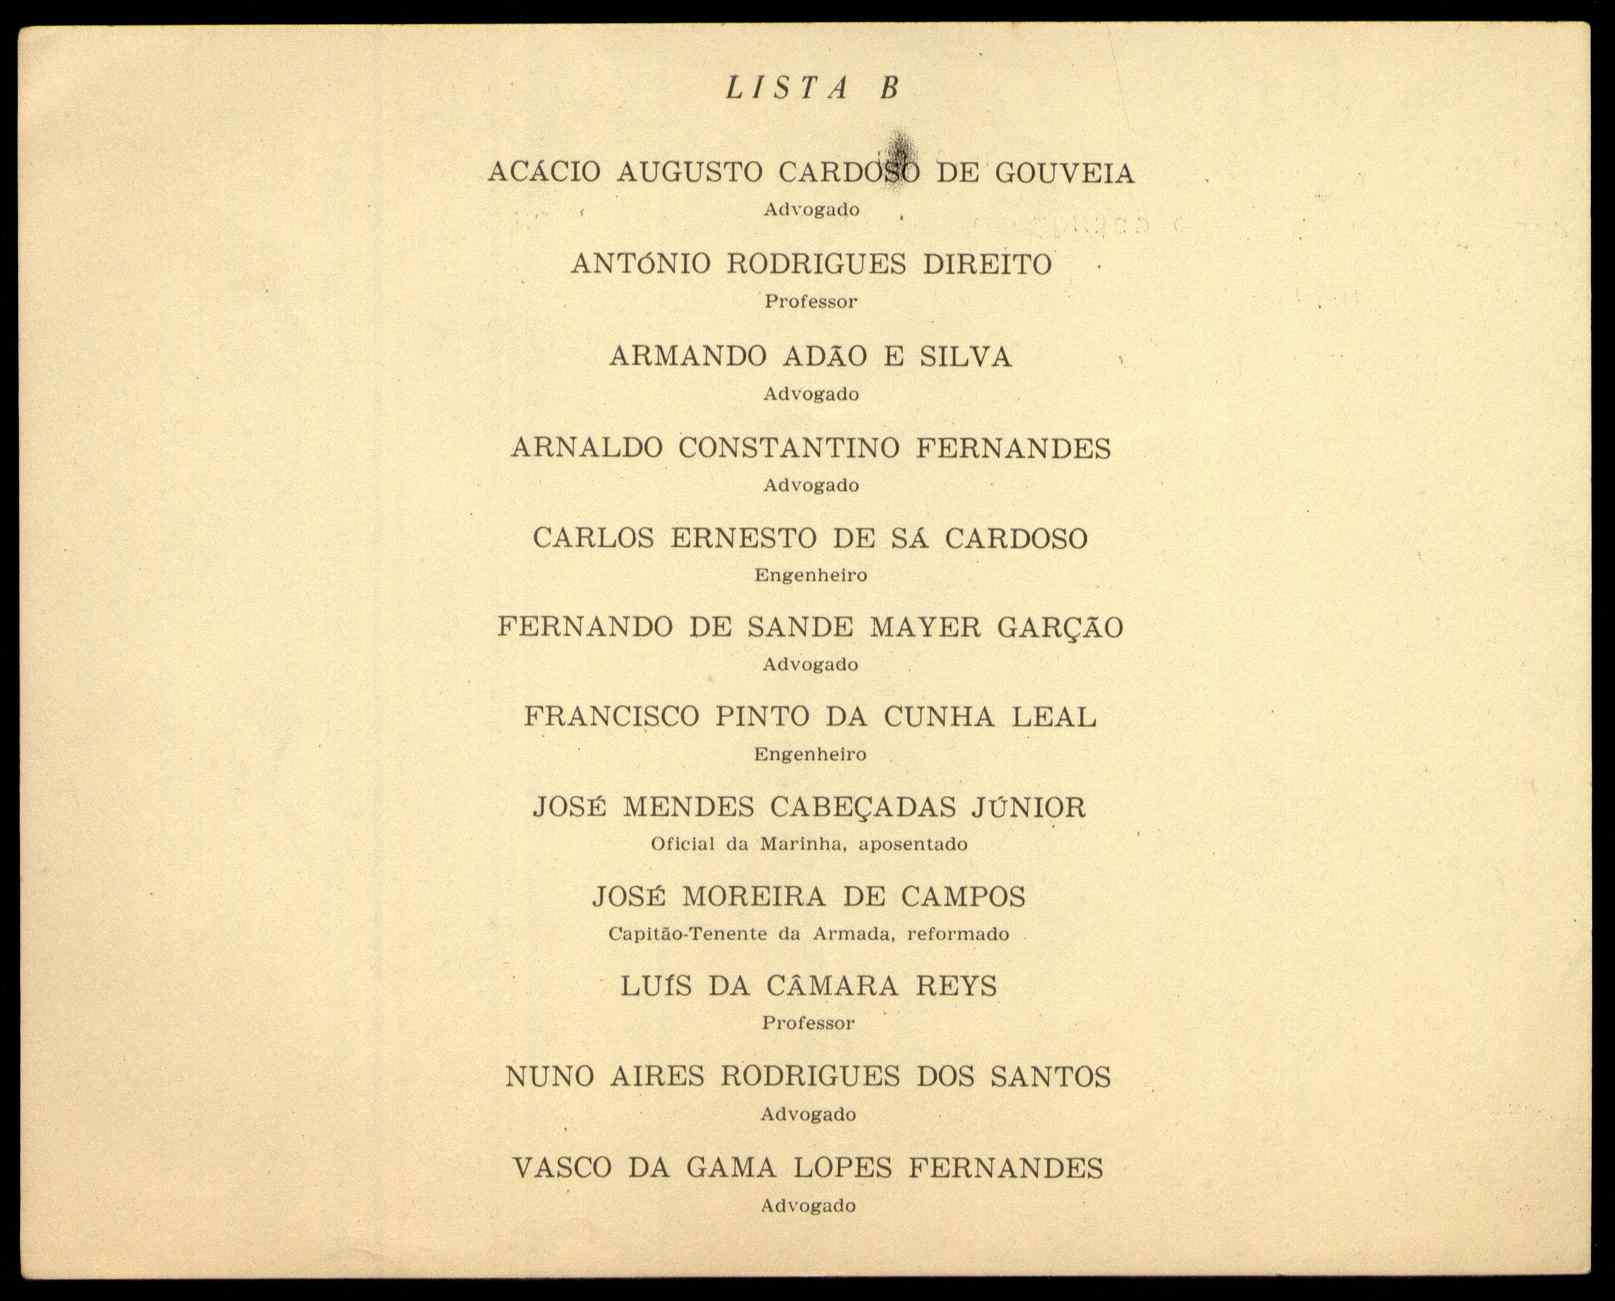 LISTA B
ACÁCIO AUGUSTO CARDOSO DE GOUVEIA
Advogado
ANTÓNIO RODRIGUES DIREITO
Professor
ARMANDO ADÃO E SILVA
Advogado
ARNALDO CONSTANTINO FERNANDES
Advogado
CARLOS ERNESTO DE SÁ CARDOSO
Engenheiro
FERNANDO DE SANDE MAYER GARÇÃO
Advogado
FRANCISCO PINTO DA CUNHA LEAL
Engenheiro
JOSÉ MENDES CABEÇADAS JÚNIOR
Oficial da Marinha, aposentado
JOSÉ MOREIRA DE CAMPOS
Capitão-Tenente da Armada, reformado
LUÍS DA CÂMARA REYS
Professor
NUNO AIRES RODRIGUES DOS SANTOS
Advogado
VASCO DA GAMA LOPES FERNANDES
Advogado